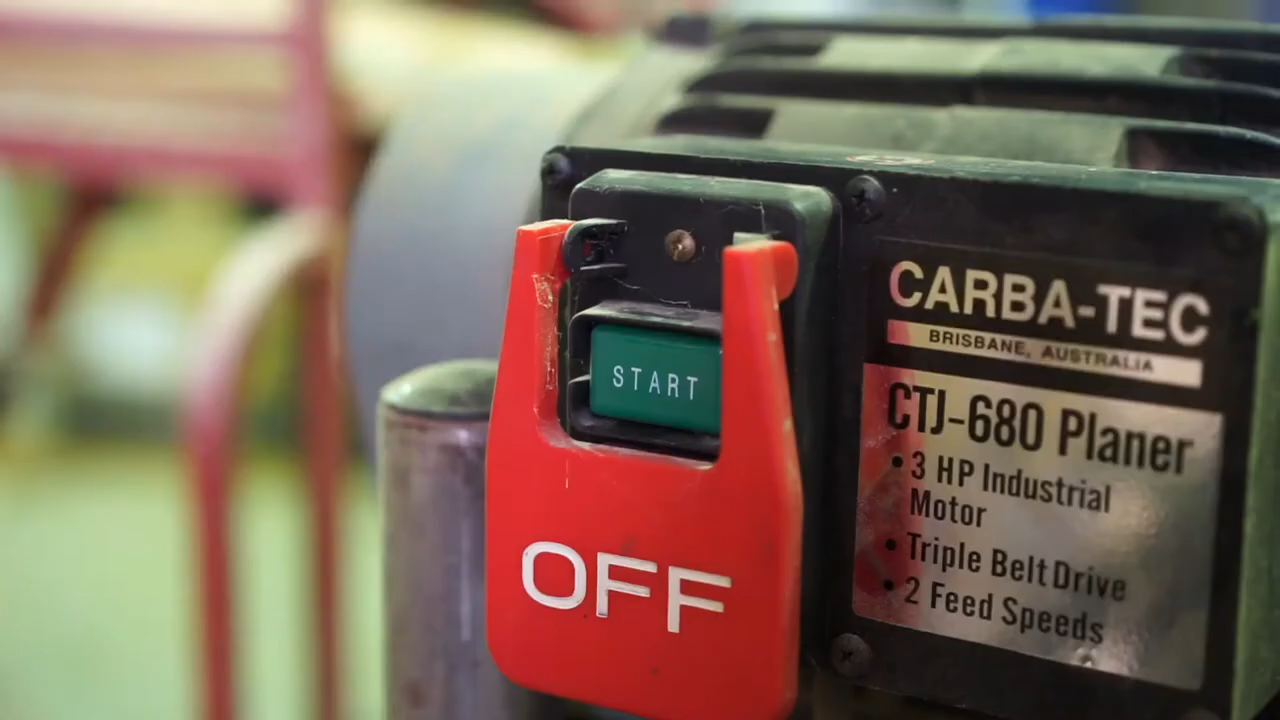 START
OFF
CARBA-TEC
BRISBANE, AUSTRALIA
CTJ-680 Planer
• 3 HP Industrial
Motor
• Triple Belt Drive
• 2 Feed Speeds